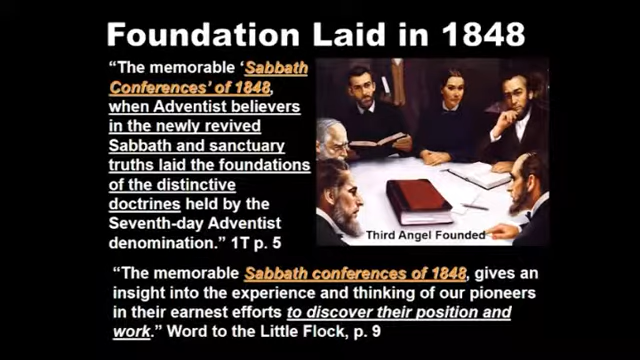 Foundation Laid in 1848
“The memorable ‘Sabbath
Conferences’ of 1848,
when Adventist believers
in the newly revived
Sabbath and sanctuary
truths laid the foundations
of the distinctive
doctrines held by the
Seventh-day Adventist
denomination.” 1T p. 5
Third Angel Founded
“The memorable Sabbath conferences of 1848, gives an
insight into the experience and thinking of our pioneers
in their earnest efforts to discover their position and
work.” Word to the Little Flock, p. 9